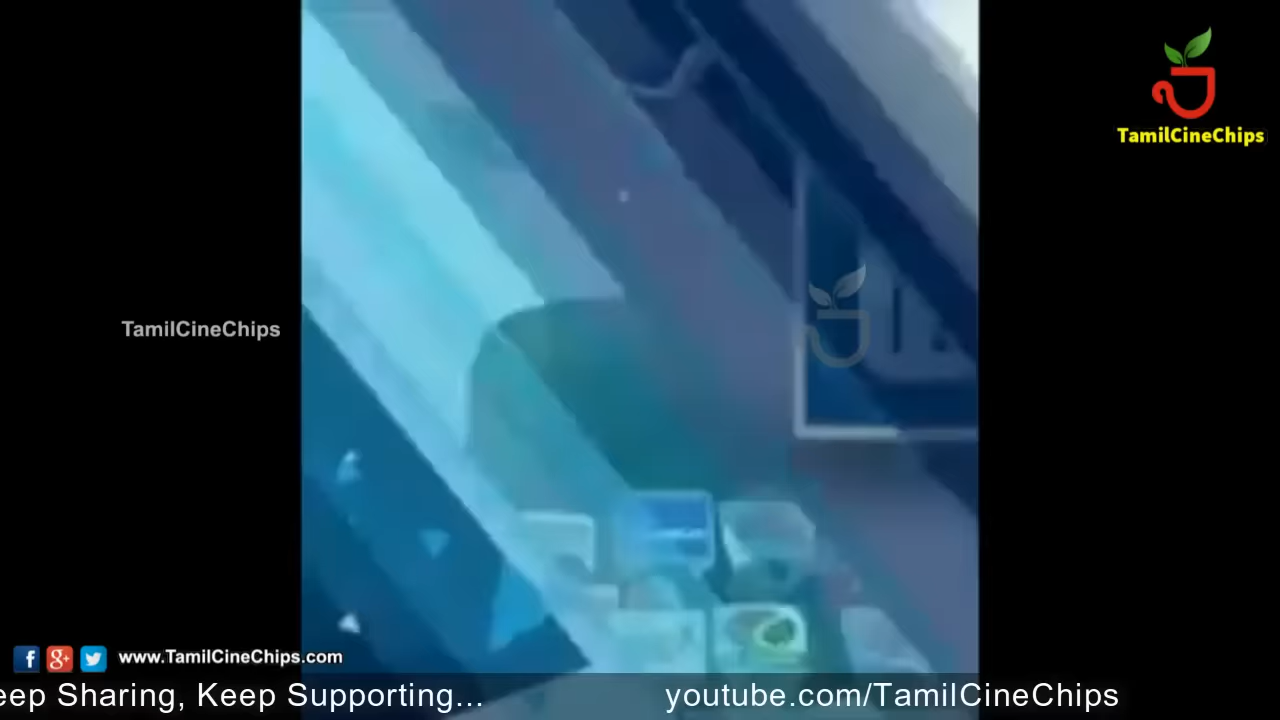 TamilCineChips
TamilCineChips
www.TamilCineChips.com
eep Sharing, Keep Supporting... youtube.com/TamilCineChips